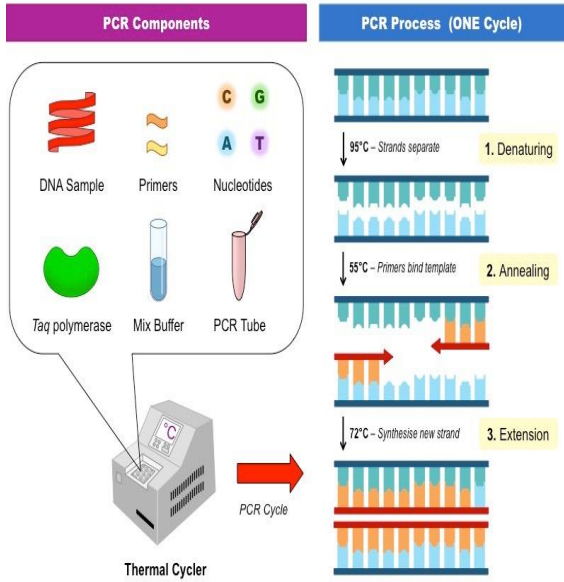 PCR Components
C G
A T
DNA Sample Primers Nucleotides
Taq polymerase Mix Buffer PCR Tube
°C
PCR Cycle
Thermal Cycler
PCR Process (ONE Cycle)
95°C – Strands separate 1. Denaturing
55°C – Primers bind template 2. Annealing
72°C – Synthesise new strand 3. Extension